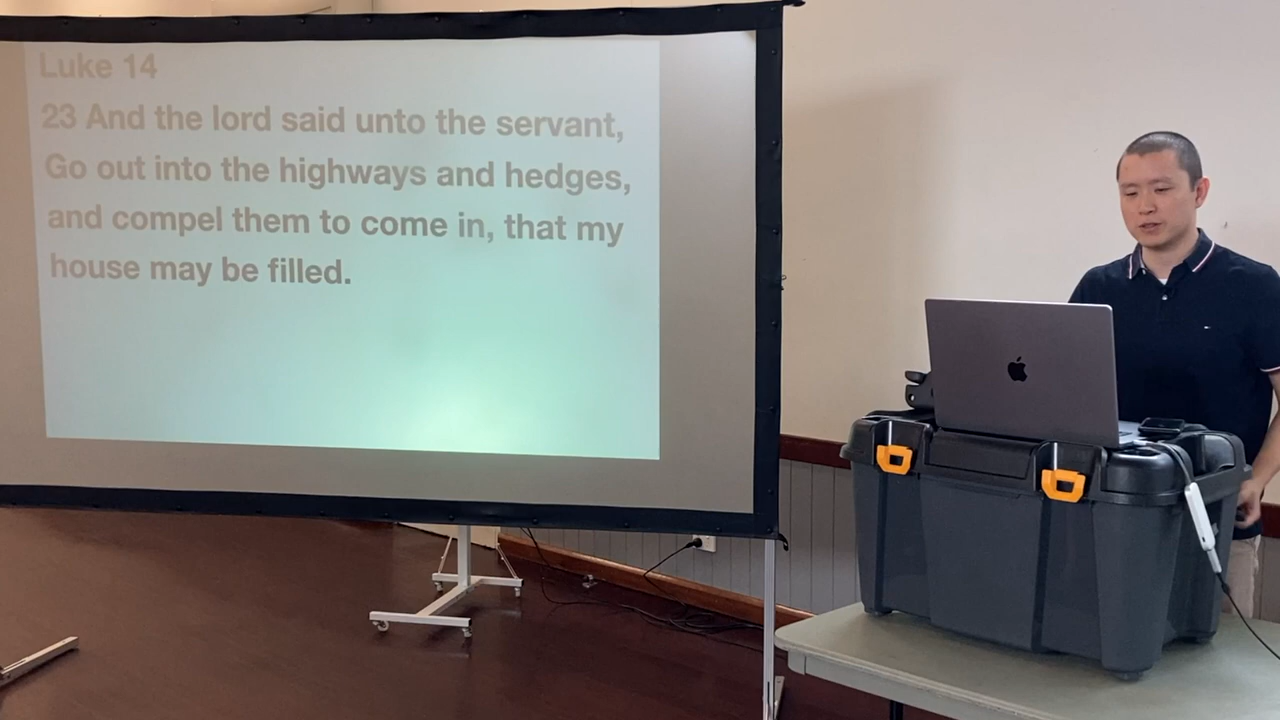 Luke 14
23 And the lord said unto the servant,
Go out into the highways and hedges,
and compel them to come in, that my
house may be filled.